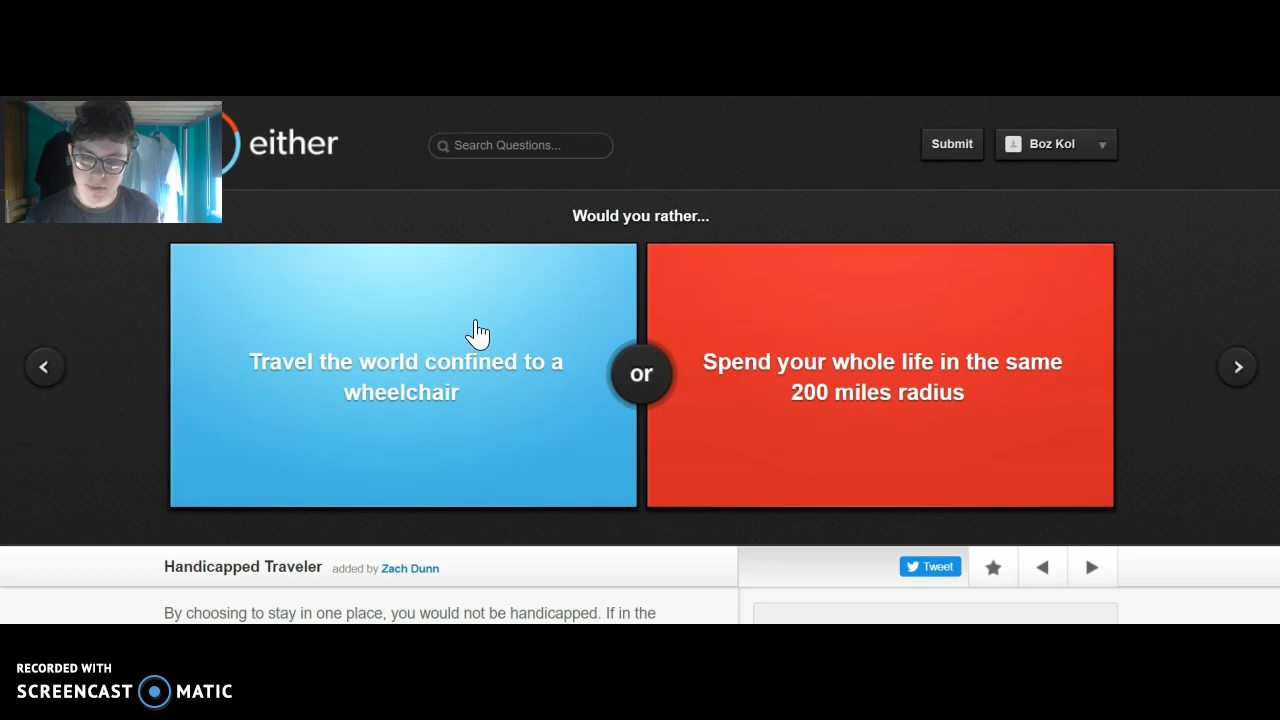 either
Search Questions...
Submit
Boz Kol
Would you rather...
Travel the world confined to a
wheelchair
or
Spend your whole life in the same
200 miles radius
Handicapped Traveler added by Zach Dunn
Tweet
By choosing to stay in one place, you would not be handicapped. If in the
RECORDED WITH
SCREENCAST MATIC